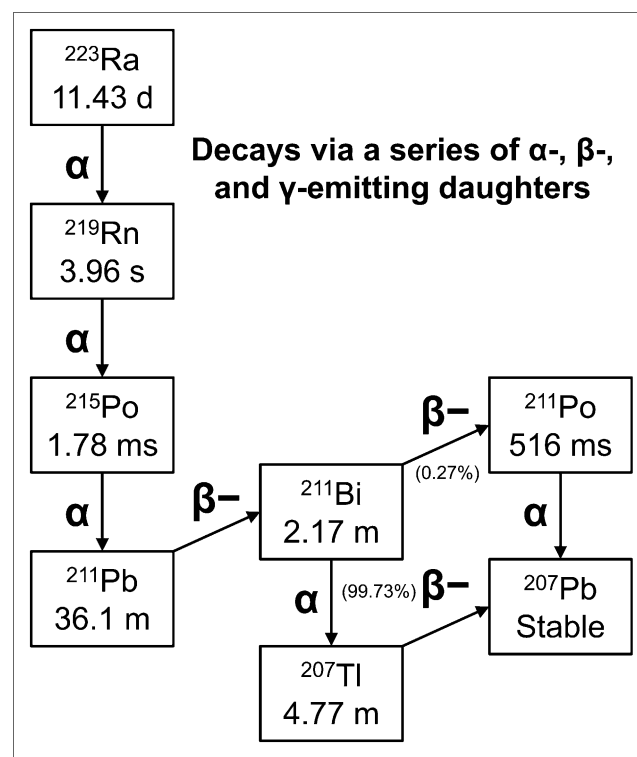 ²²³Ra
11.43 d
α
Decays via a series of α-, β-,
and γ-emitting daughters
²¹⁹Rn
3.96 s
α
²¹⁵Po
1.78 ms
α
²¹¹Pb
36.1 m
β−
²¹¹Bi
2.17 m
β−
(0.27%)
²¹¹Po
516 ms
α
α
(99.73%)
²⁰⁷Tl
4.77 m
β−
²⁰⁷Pb
Stable